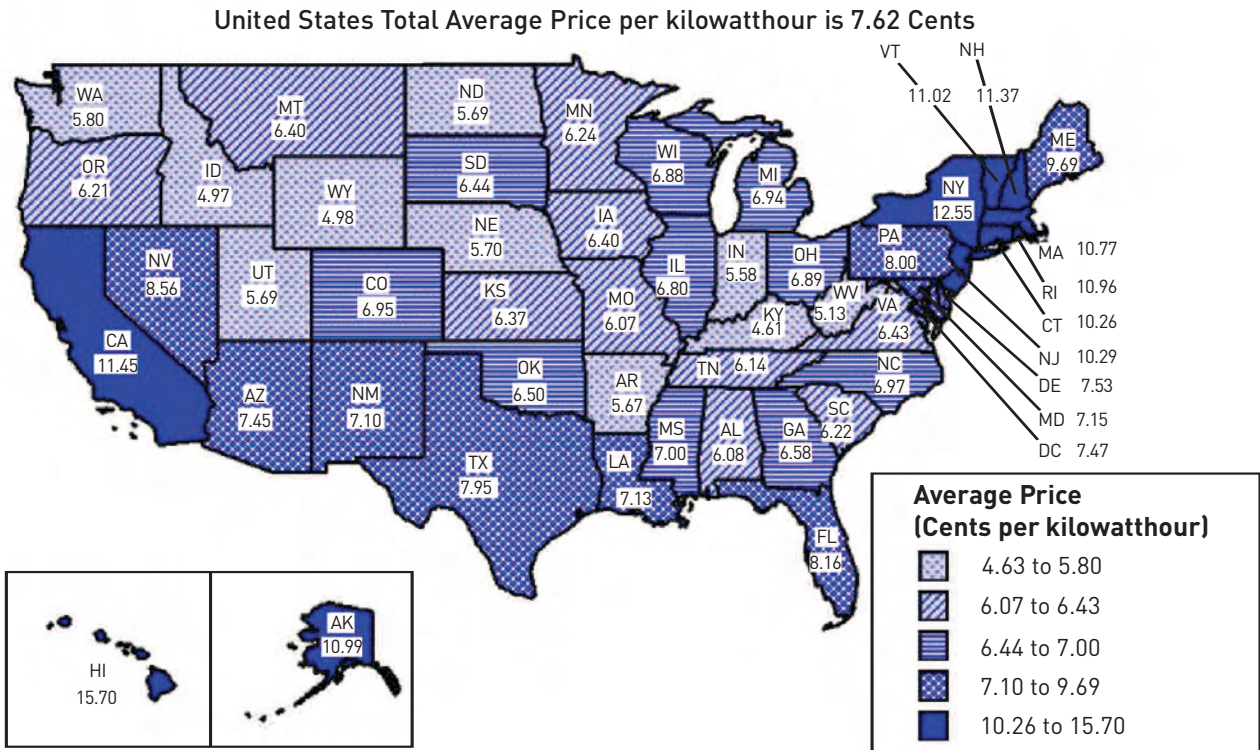 United States Total Average Price per kilowatthour is 7.62 Cents
VT
NH
11.02
11.37
WA
5.80
MT
6.40
ND
5.69
MN
6.24
ME
9.69
OR
6.21
ID
4.97
WY
4.98
SD
6.44
WI
6.88
MI
6.94
NY
12.55
NE
5.70
IA
6.40
PA
8.00
MA 10.77
NV
8.56
UT
5.69
CO
6.95
KS
6.37
MO
6.07
IL
6.80
IN
5.58
OH
6.89
WV
5.13
VA
6.43
RI 10.96
KY
4.61
CT 10.26
CA
11.45
NJ 10.29
TN 6.14
NC
6.97
DE 7.53
AZ
7.45
NM
7.10
OK
6.50
AR
5.67
SC
6.22
MD 7.15
MS
7.00
AL
6.08
GA
6.58
DC 7.47
TX
7.95
LA
7.13
FL
8.16
HI
15.70
AK
10.99
Average Price
(Cents per kilowatthour)
4.63 to 5.80
6.07 to 6.43
6.44 to 7.00
7.10 to 9.69
10.26 to 15.70